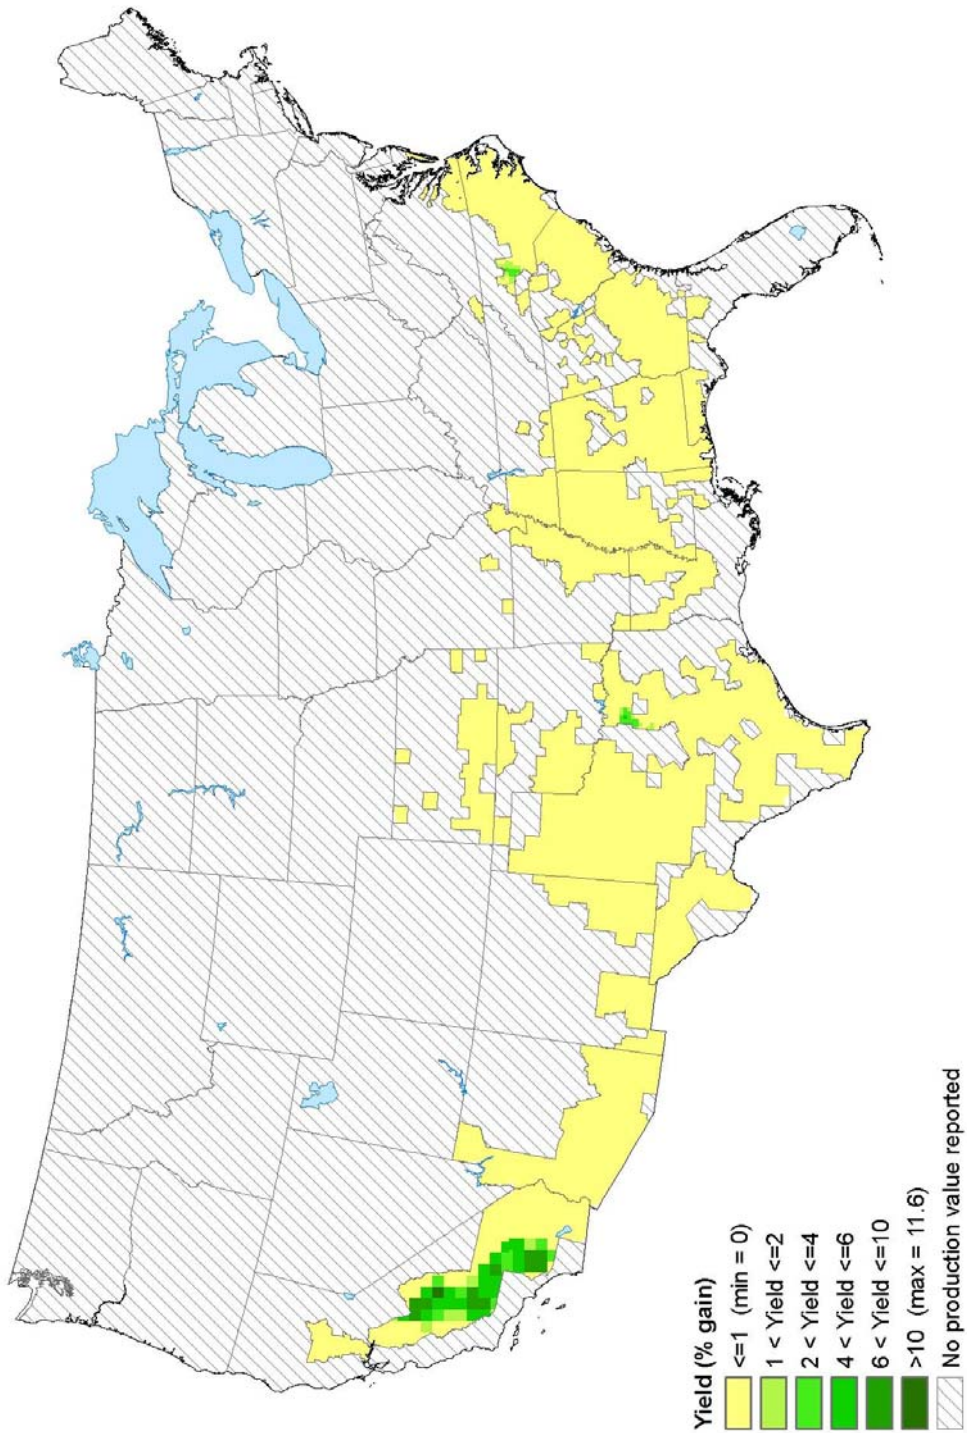 Yield (% gain)
<=1 (min = 0)
1 < Yield <=2
2 < Yield <=4
4 < Yield <=6
6 < Yield <=10
>10 (max = 11.6)
No production value reported